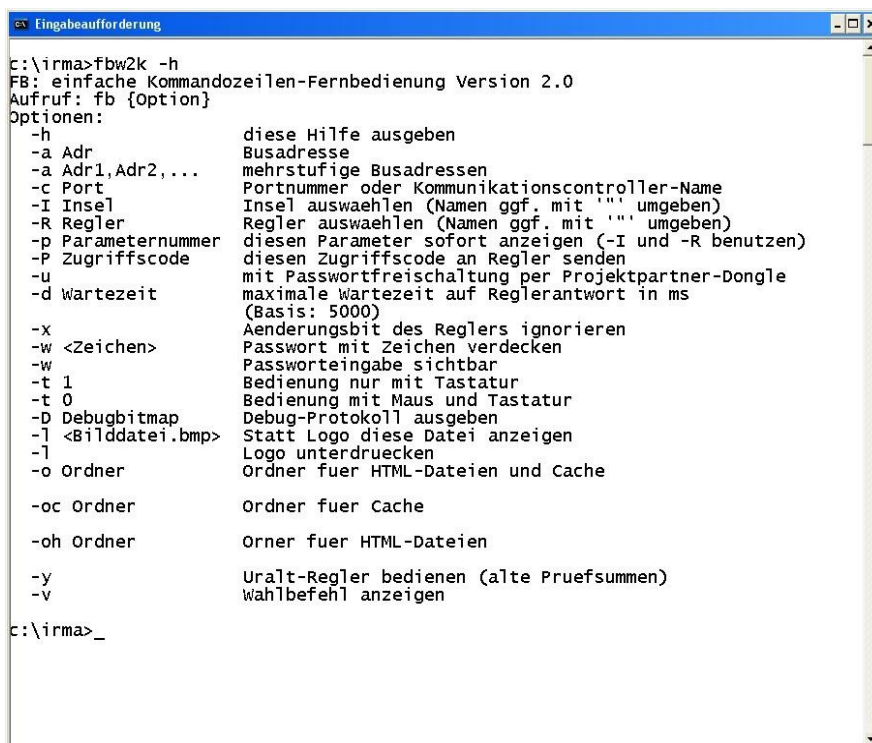 Eingabeaufforderung
c:\irma>fbw2k -h
FB: einfache Kommandozeilen-Fernbedienung Version 2.0
Aufruf: fb {Option}
Optionen:
-h diese Hilfe ausgeben
-a Adr Busadresse
-a Adr1,Adr2,... mehrstufige Busadressen
-c Port Portnummer oder Kommunikationscontroller-Name
-I Insel Insel auswaehlen (Namen ggf. mit '"' umgeben)
-R Regler Regler auswaehlen (Namen ggf. mit '"' umgeben)
-p Parameternummer diesen Parameter sofort anzeigen (-I und -R benutzen)
-P Zugriffscode diesen Zugriffscode an Regler senden
-u mit Passwortfreischaltung per Projektpartner-Dongle
-d Wartezeit maximale Wartezeit auf Reglerantwort in ms
(Basis: 5000)
-x Aenderungsbit des Reglers ignorieren
-w <Zeichen> Passwort mit Zeichen verdecken
-w Passworteingabe sichtbar
-t 1 Bedienung nur mit Tastatur
-t 0 Bedienung mit Maus und Tastatur
-D Debugbitmap Debug-Protokoll ausgeben
-l <Bilddatei.bmp> Statt Logo diese Datei anzeigen
-l Logo unterdruecken
-o Ordner Ordner fuer HTML-Dateien und Cache
-oc Ordner Ordner fuer Cache
-oh Ordner Orner fuer HTML-Dateien
-y Uralt-Regler bedienen (alte Pruefsummen)
-v Wahlbefehl anzeigen
c:\irma>_